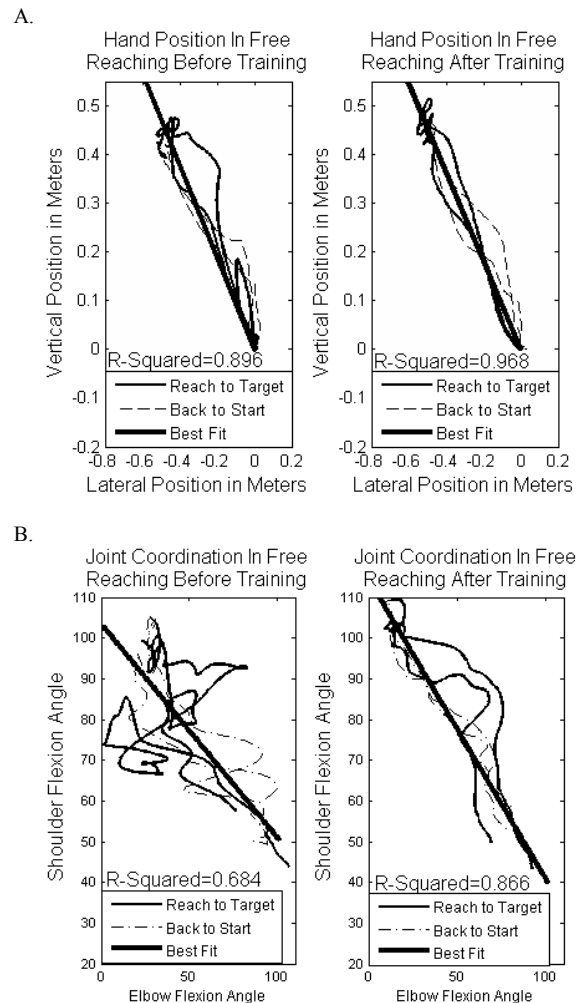 A.
Hand Position In Free
Reaching Before Training
Vertical Position in Meters
0.5
0.4
0.3
0.2
0.1
0
-0.1
-0.2
R-Squared=0.896
Reach to Target
Back to Start
Best Fit
-0.8 -0.6 -0.4 -0.2 0 0.2
Lateral Position in Meters
Hand Position In Free
Reaching After Training
Vertical Position in Meters
0.5
0.4
0.3
0.2
0.1
0
-0.1
-0.2
R-Squared=0.968
Reach to Target
Back to Start
Best Fit
-0.8 -0.6 -0.4 -0.2 0 0.2
Lateral Position in Meters
B.
Joint Coordination In Free
Reaching Before Training
Shoulder Flexion Angle
110
100
90
80
70
60
50
40
30
20
R-Squared=0.684
Reach to Target
Back to Start
Best Fit
0 50 100
Elbow Flexion Angle
Joint Coordination In Free
Reaching After Training
Shoulder Flexion Angle
110
100
90
80
70
60
50
40
30
20
R-Squared=0.866
Reach to Target
Back to Start
Best Fit
0 50 100
Elbow Flexion Angle